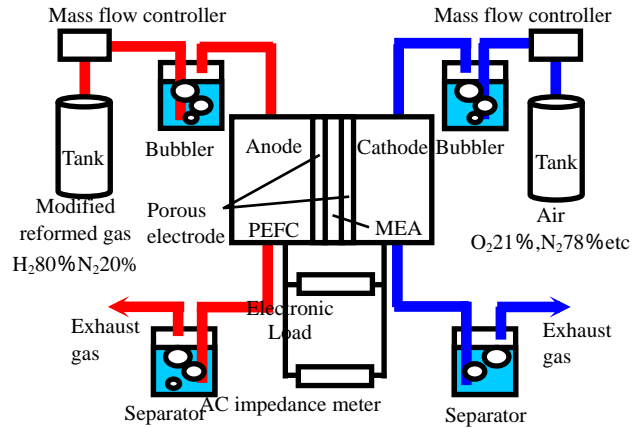 Mass flow controller
Mass flow controller
Bubbler
Bubbler
Tank
Tank
Anode
Cathode
Modified
reformed gas
H₂80%N₂20%
Porous
electrode
PEFC
MEA
Air
O₂21%,N₂78%etc
Exhaust
gas
Electronic
Load
Exhaust
gas
Separator
AC impedance meter
Separator